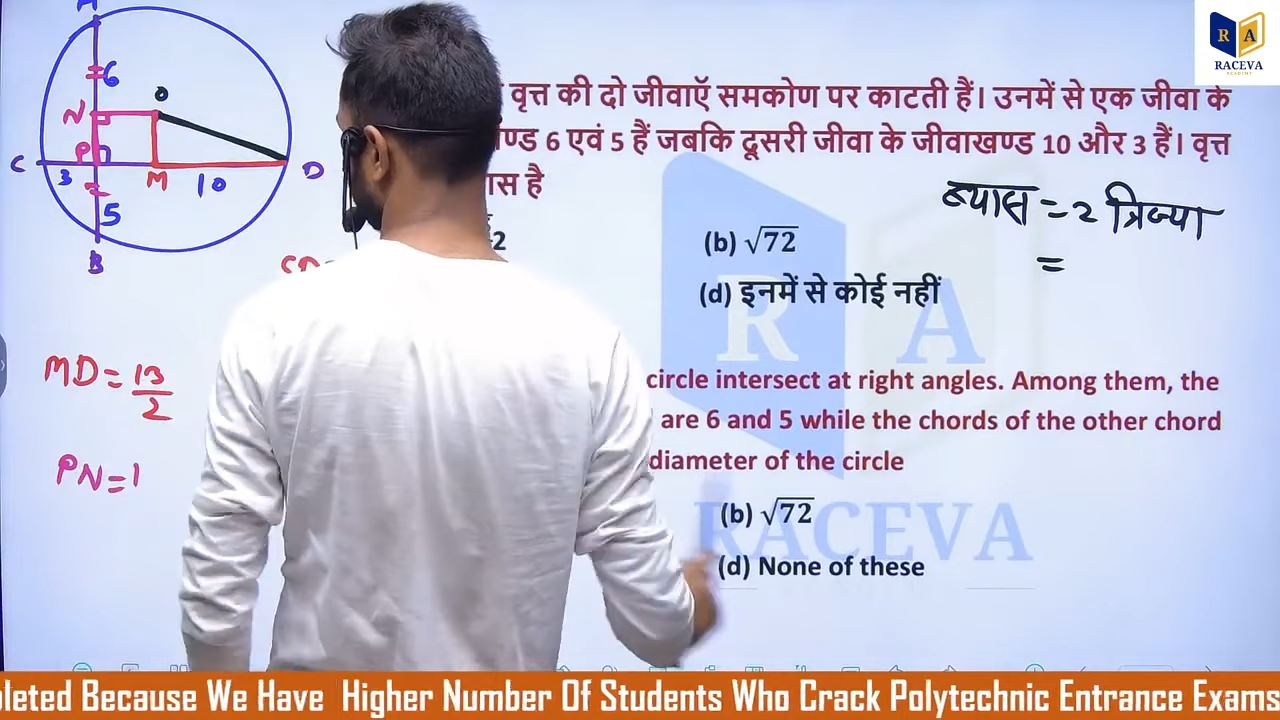 R A
RACEVA
ACADEMY
6
O
N
P
C
3
M
10
D
5
B
वृत्त की दो जीवाएॅ समकोण पर काटती हैं। उनमें से एक जीवा के
6 एवं 5 हैं जबकि दूसरी जीवा के जीवाखण्ड 10 और 3 हैं। वृत्त
है
व्यास = 2 त्रिज्या
=
(b) √72
(d) इनमें से कोई नहीं
MD = 13/2
PN = 1
R A
RACEVA
circle intersect at right angles. Among them, the
are 6 and 5 while the chords of the other chord
diameter of the circle
(b) √72
(d) None of these
Because We Have Higher Number Of Students Who Crack Polytechnic Entrance Exams